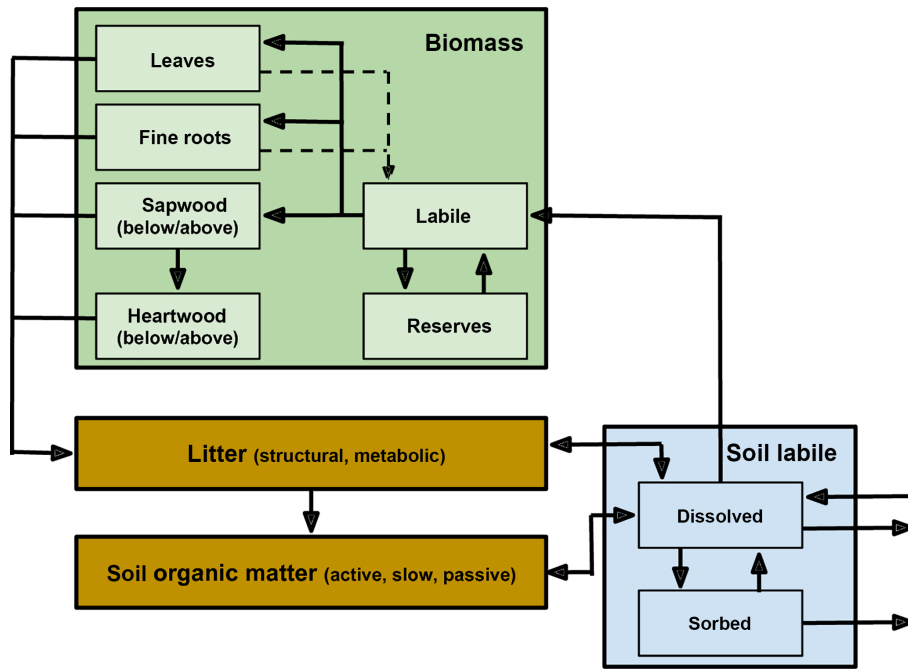 Biomass
Leaves
Fine roots
Sapwood
(below/above)
Labile
Heartwood
(below/above)
Reserves
Litter (structural, metabolic)
Soil labile
Dissolved
Soil organic matter (active, slow, passive)
Sorbed